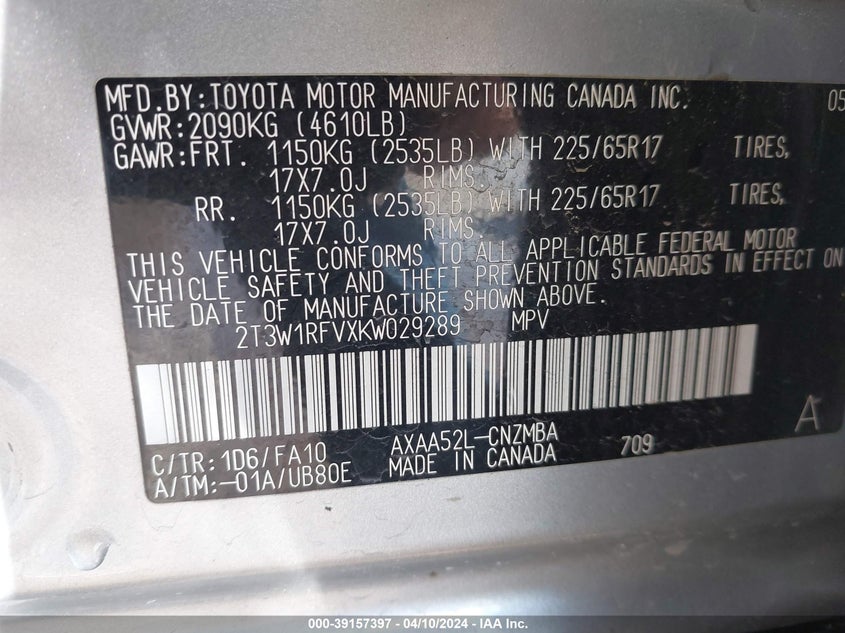 MFD.BY:TOYOTA MOTOR MANUFACTURING CANADA INC. 05
GVWR:2090KG (4610LB)
GAWR:FRT. 1150KG (2535LB) WITH 225/65R17 TIRES,
17X7.0J RIMS.
RR. 1150KG (2535LB) WITH 225/65R17 TIRES,
17X7.0J RIMS.
THIS VEHICLE CONFORMS TO ALL APPLICABLE FEDERAL MOTOR
VEHICLE SAFETY AND THEFT PREVENTION STANDARDS IN EFFECT ON
THE DATE OF MANUFACTURE SHOWN ABOVE.
2T3W1RFVXKW029289 MPV
A
C/TR:1D6/FA10 AXAA52L-CNZMBA 709
A/TM:-01A/UB80E MADE IN CANADA
000-39157397 - 04/10/2024 - IAA Inc.